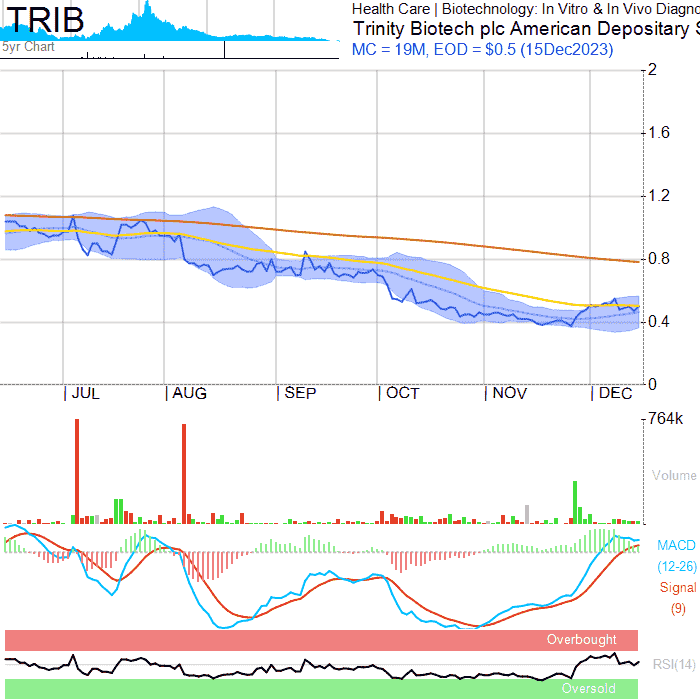 TRIB
5yr Chart
Health Care | Biotechnology: In Vitro & In Vivo Diagno
Trinity Biotech plc American Depositary S
MC = 19M, EOD = $0.5 (15Dec2023)
2
1.6
1.2
0.8
0.4
0
JUL AUG SEP OCT NOV DEC
764k
Volume
MACD
(12-26)
Signal
(9)
Overbought
RSI(14)
Oversold